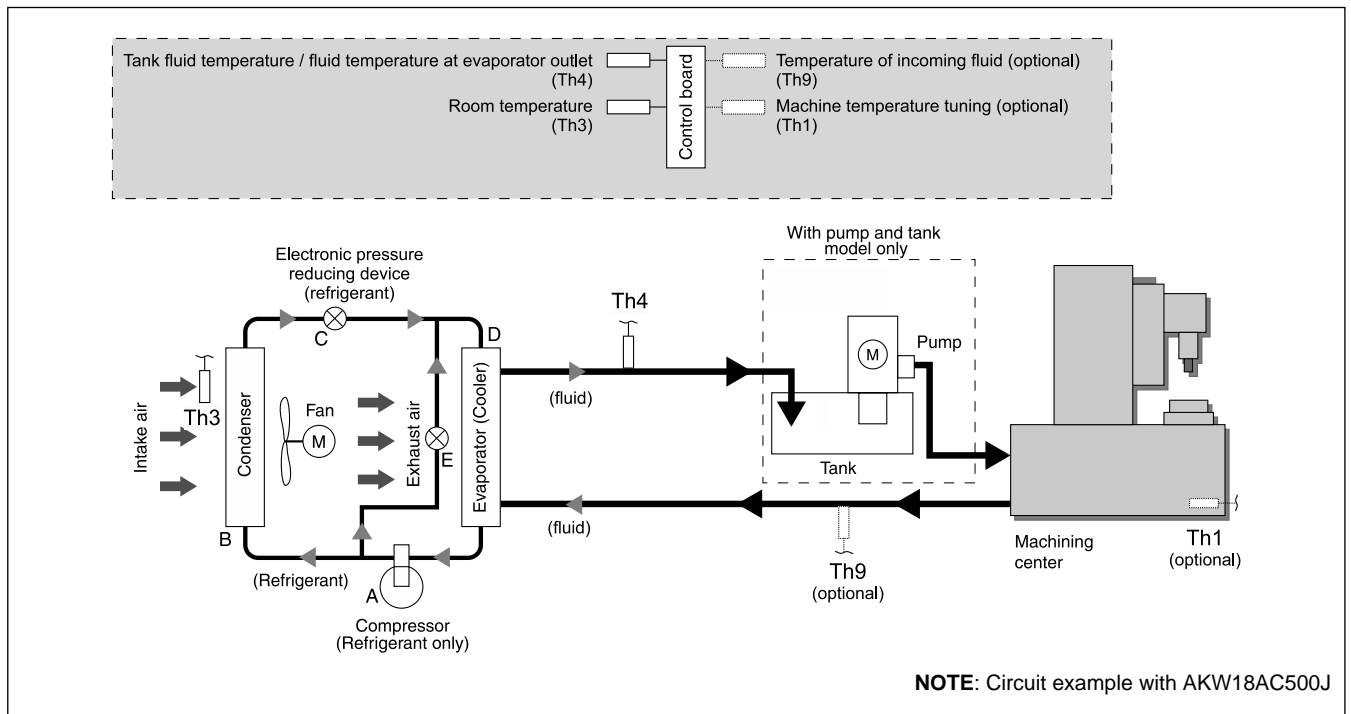 Tank fluid temperature / fluid temperature at evaporator outlet
(Th4)
Room temperature
(Th3)
Control board
Temperature of incoming fluid (optional)
(Th9)
Machine temperature tuning (optional)
(Th1)
With pump and tank
model only
Electronic pressure
reducing device
(refrigerant)
C
D
Th4
M
Pump
(fluid)
Tank
Intake air
Th3
Condenser
Fan
M
Exhaust air
E
Evaporator (Cooler)
B
(Refrigerant)
A
Compressor
(Refrigerant only)
(fluid)
Th9
(optional)
Machining
center
Th1
(optional)
NOTE: Circuit example with AKW18AC500J